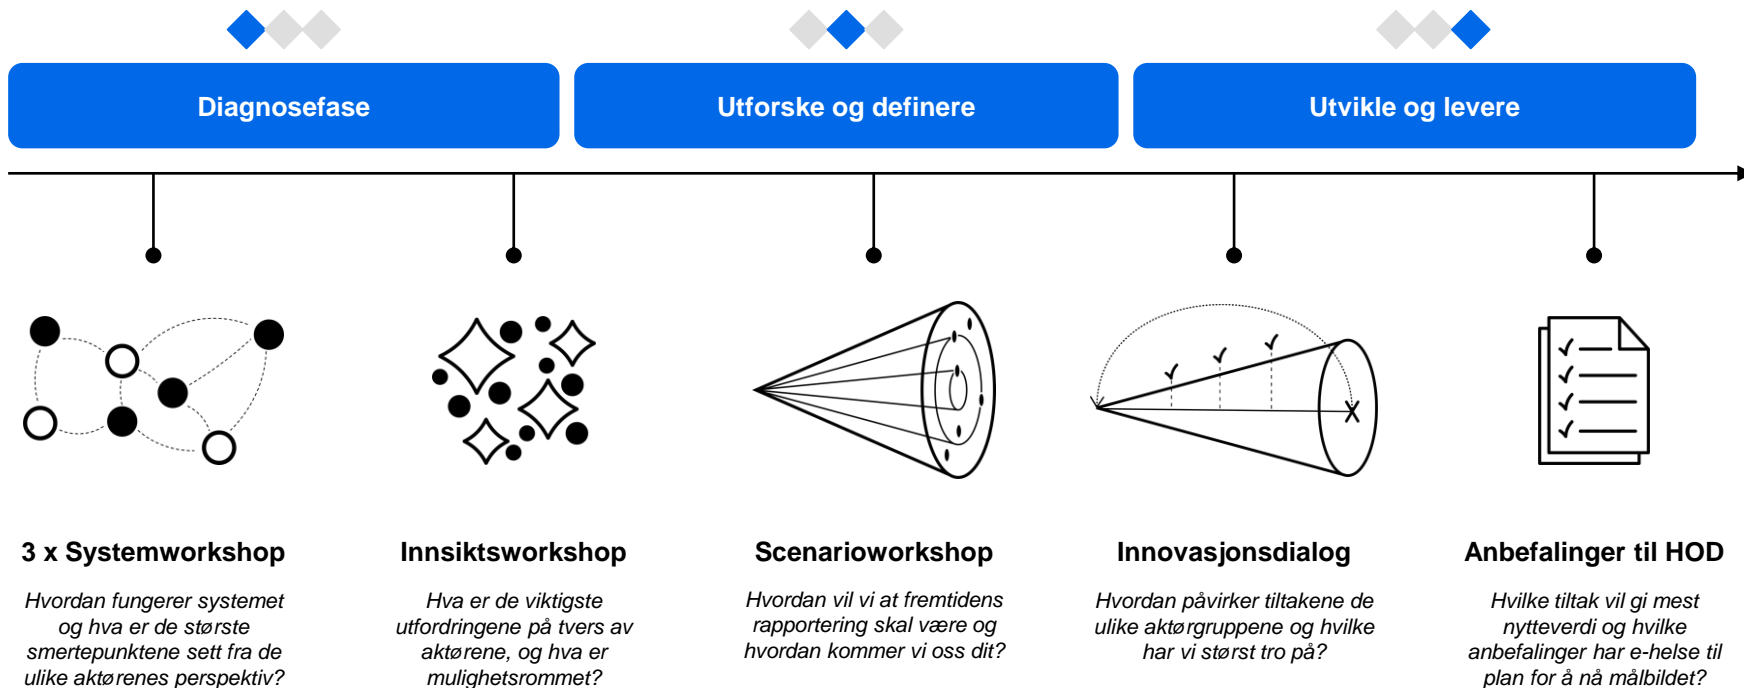 Diagnosefase
Utforske og definere
Utvikle og levere
3 x Systemworkshop
Hvordan fungerer systemet
og hva er de største
smertepunktene sett fra de
ulike aktørenes perspektiv?
Innsiktsworkshop
Hva er de viktigste
utfordringene på tvers av
aktørene, og hva er
mulighetsrommet?
Scenarioworkshop
Hvordan vil vi at fremtidens
rapportering skal være og
hvordan kommer vi oss dit?
Innovasjonsdialog
Hvordan påvirker tiltakene de
ulike aktørgruppene og hvilke
har vi størst tro på?
Anbefalinger til HOD
Hvilke tiltak vil gi mest
nytteverdi og hvilke
anbefalinger har e-helse til
plan for å nå målbildet?